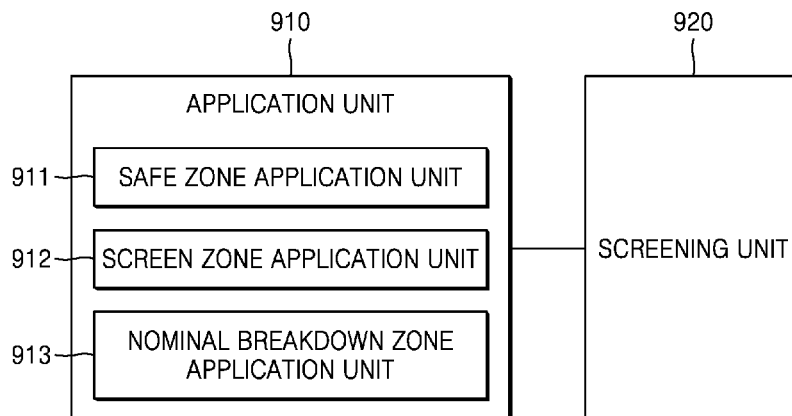 910
920
APPLICATION UNIT
911
SAFE ZONE APPLICATION UNIT
912
SCREEN ZONE APPLICATION UNIT
SCREENING UNIT
913
NOMINAL BREAKDOWN ZONE
APPLICATION UNIT